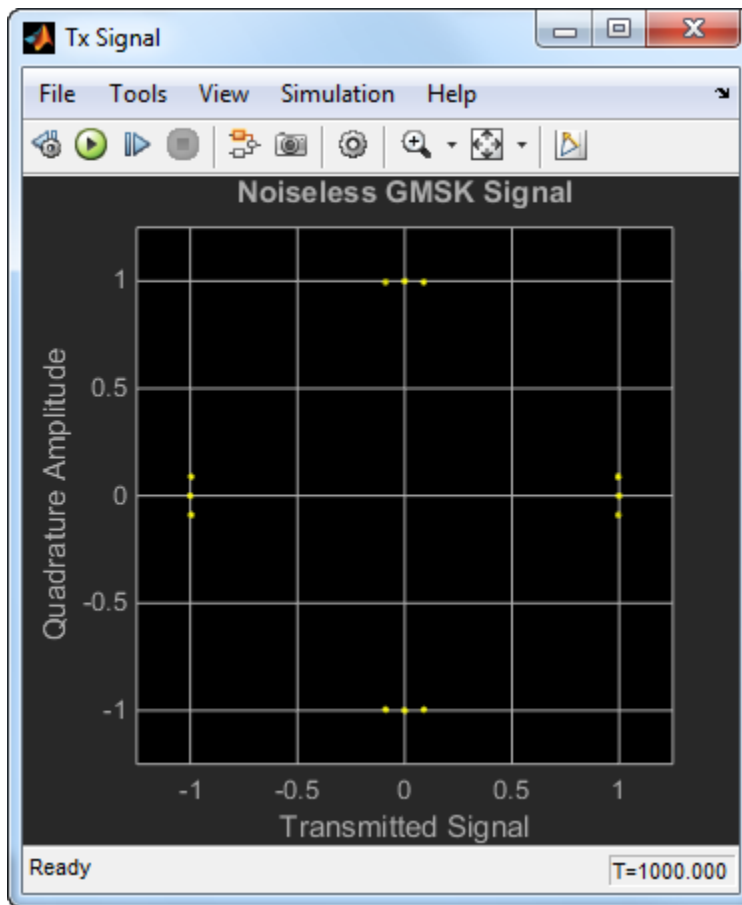 Tx Signal
File Tools View Simulation Help
Noiseless GMSK Signal
1
0.5
0
-0.5
-1
Quadrature Amplitude
-1 -0.5 0 0.5 1
Transmitted Signal
Ready T=1000.000